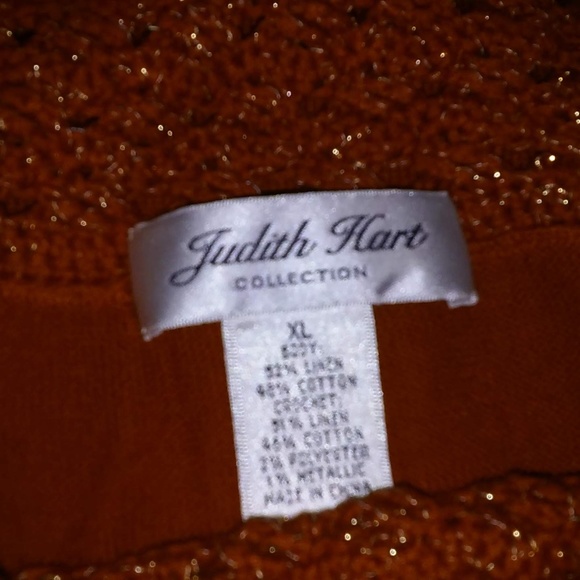 Judith Hart
COLLECTION
XL
BODY:
52% LINEN
48% COTTON
CROCHET:
51% LINEN
46% COTTON
2% POLYESTER
1% METALLIC
MADE IN CHINA